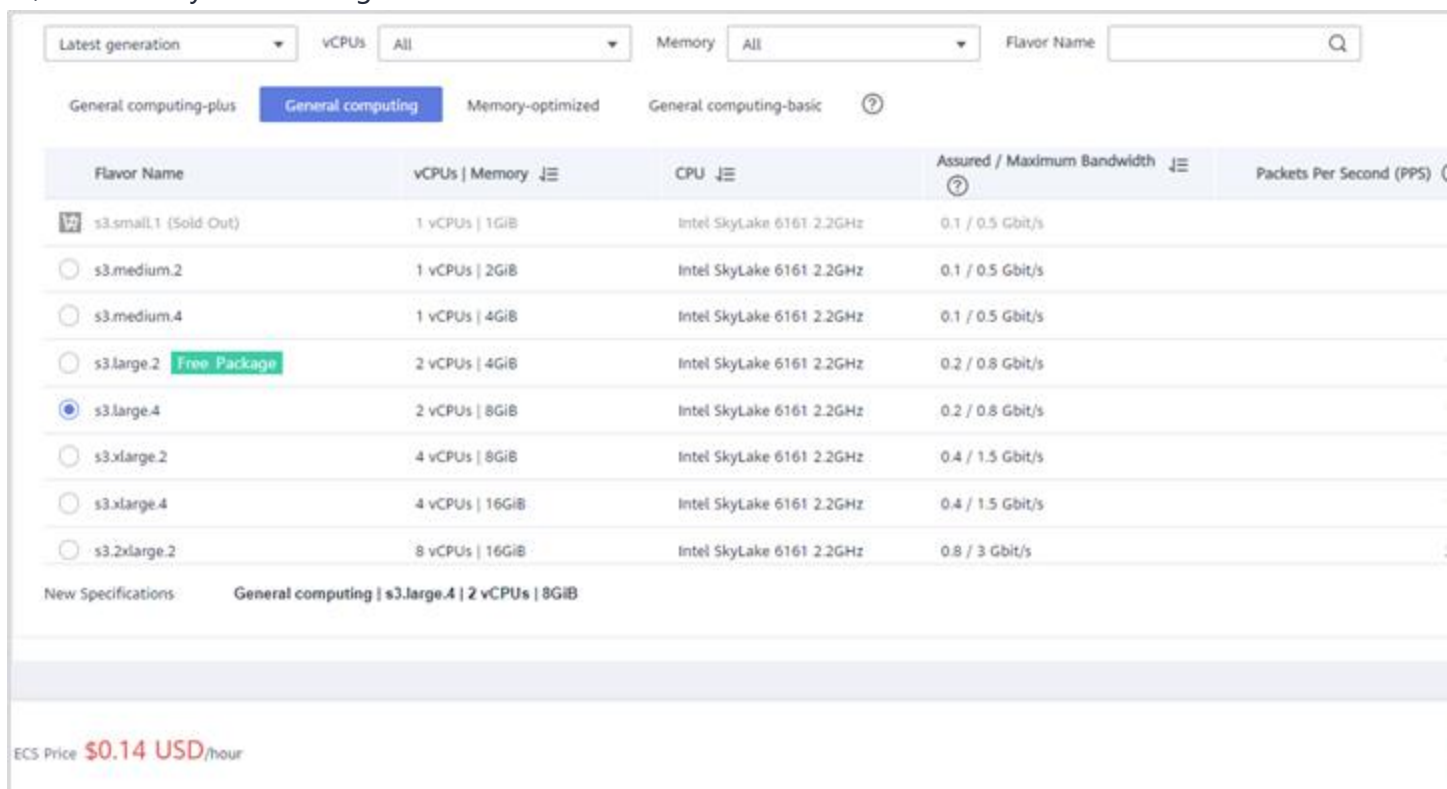 Latest generation vCPUs All Memory All Flavor Name
General computing-plus General computing Memory-optimized General computing-basic ?
Flavor Name vCPUs | Memory CPU Assured / Maximum Bandwidth ? Packets Per Second (PPS)
s3.small.1 (Sold Out) 1 vCPUs | 1GiB Intel SkyLake 6161 2.2GHz 0.1 / 0.5 Gbit/s
s3.medium.2 1 vCPUs | 2GiB Intel SkyLake 6161 2.2GHz 0.1 / 0.5 Gbit/s
s3.medium.4 1 vCPUs | 4GiB Intel SkyLake 6161 2.2GHz 0.1 / 0.5 Gbit/s
s3.large.2 Free Package 2 vCPUs | 4GiB Intel SkyLake 6161 2.2GHz 0.2 / 0.8 Gbit/s
s3.large.4 2 vCPUs | 8GiB Intel SkyLake 6161 2.2GHz 0.2 / 0.8 Gbit/s
s3.xlarge.2 4 vCPUs | 8GiB Intel SkyLake 6161 2.2GHz 0.4 / 1.5 Gbit/s
s3.xlarge.4 4 vCPUs | 16GiB Intel SkyLake 6161 2.2GHz 0.4 / 1.5 Gbit/s
s3.2xlarge.2 8 vCPUs | 16GiB Intel SkyLake 6161 2.2GHz 0.8 / 3 Gbit/s
New Specifications General computing | s3.large.4 | 2 vCPUs | 8GiB
ECS Price $0.14 USD/hour